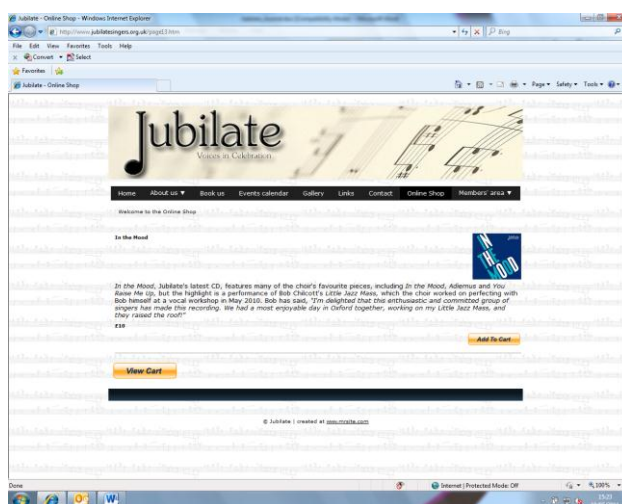 Jubilate - Online Shop - Windows Internet Explorer
http://www.jubilatesingers.org.uk/page13.htm
Bing
File Edit View Favorites Tools Help
x Convert Select
Favorites
Jubilate - Online Shop
Page Safety Tools
Jubilate
Voices in Celebration
Home About us ▼ Book us Events calendar Gallery Links Contact Online Shop Members' area ▼
Welcome to the Online Shop
In the Mood
IN THE MOOD
In the Mood, Jubilate's latest CD, features many of the choir's favourite pieces, including In the Mood, Adiemus and You
Raise Me Up, but the highlight is a performance of Bob Chilcott's Little Jazz Mass, which the choir worked on perfecting with
Bob himself at a vocal workshop in May 2010. Bob has said, "I'm delighted that this enthusiastic and committed group of
singers has made this recording. We had a most enjoyable day in Oxford together, working on my Little Jazz Mass, and
they raised the roof!"
£10
Add To Cart
View Cart
© Jubilate | created at www.mrsite.com
Done
Internet | Protected Mode: Off
100%
15:21